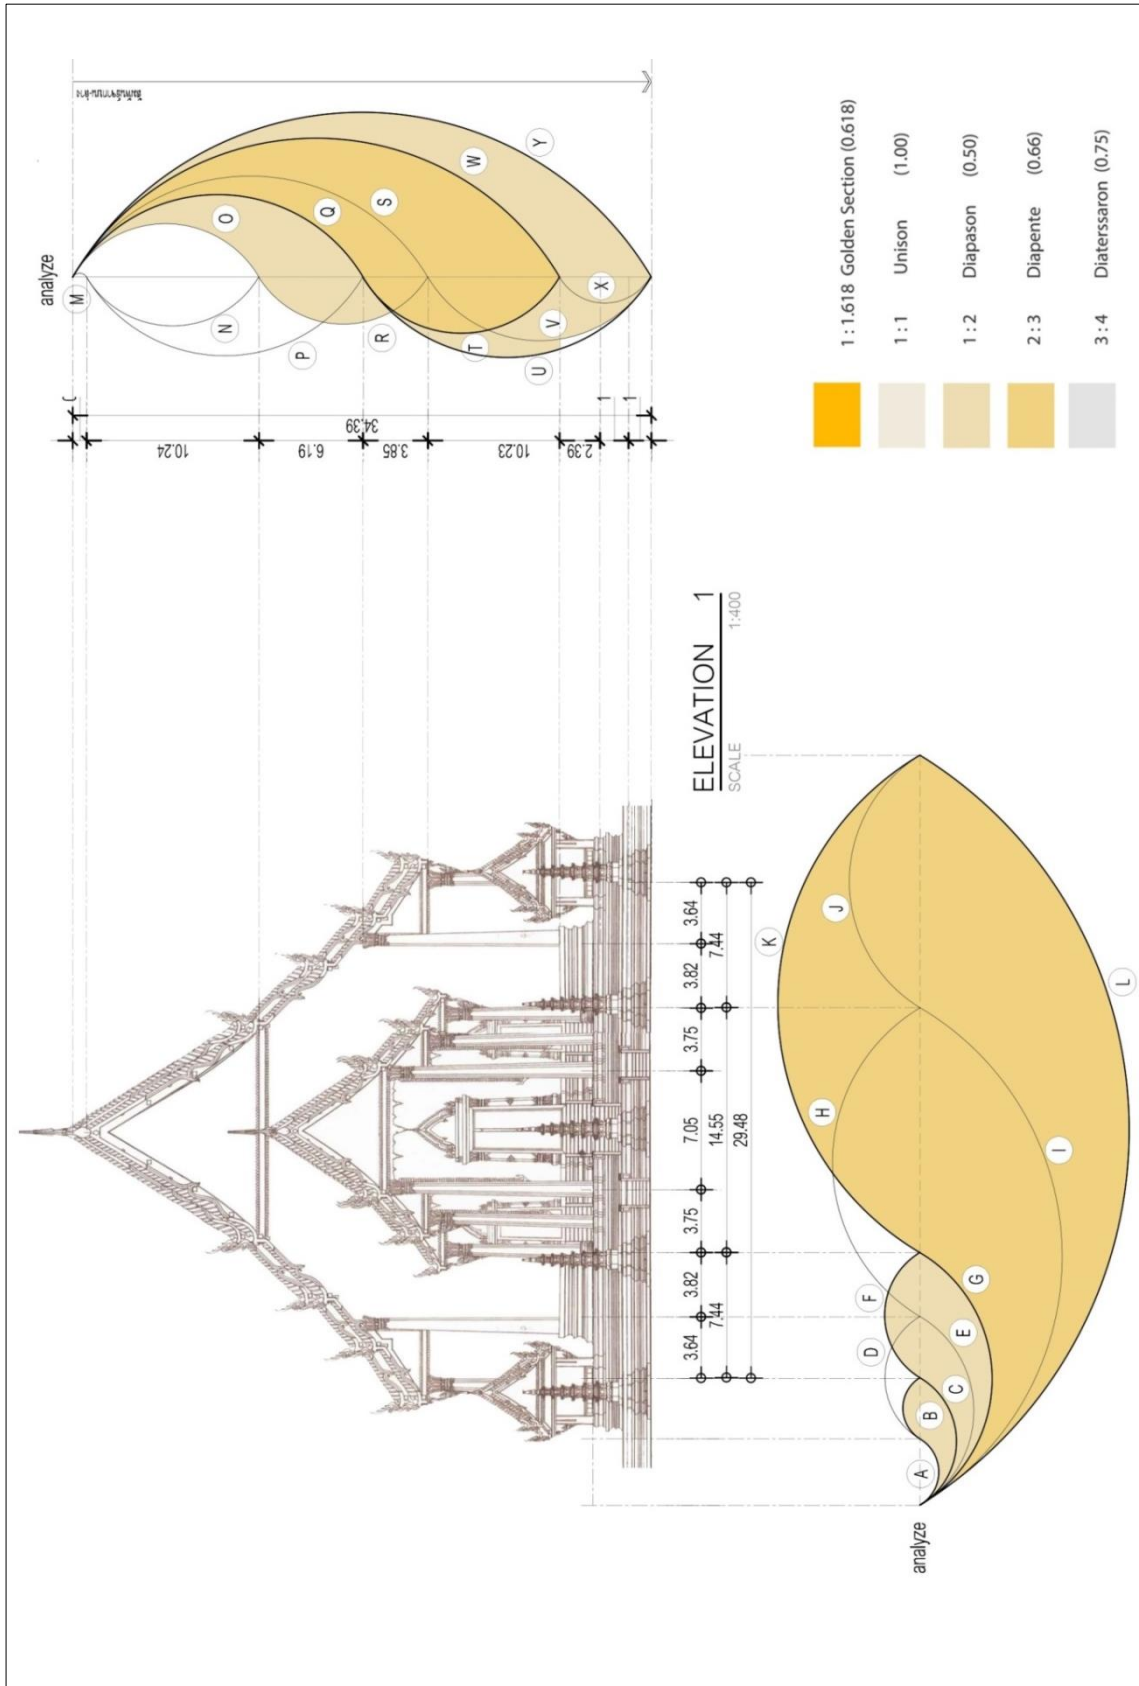 analyze
M
N
O
P
Q
R
S
T
U
V
W
X
Y
10.24
6.19
3.85
10.23
2.39
1
1
34.39
1 : 1.618 Golden Section (0.618)
1 : 1 Unison (1.00)
1 : 2 Diapason (0.50)
2 : 3 Diapente (0.66)
3 : 4 Diaterssaron (0.75)
ELEVATION 1
SCALE 1:400
3.64 3.82 3.75 7.05 3.75 3.82 3.64
7.44 14.55 7.44
29.48
analyze
A
B
C
D
E
F
G
H
I
J
K
L